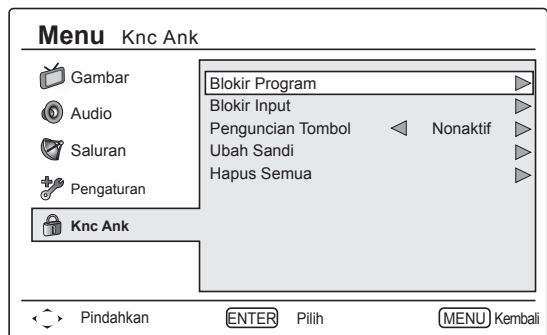 Menu Knc Ank
Gambar
Audio
Saluran
Pengaturan
Knc Ank
Blokir Program
Blokir Input
Penguncian Tombol Nonaktif
Ubah Sandi
Hapus Semua
Pindahkan ENTER Pilih MENU Kembali